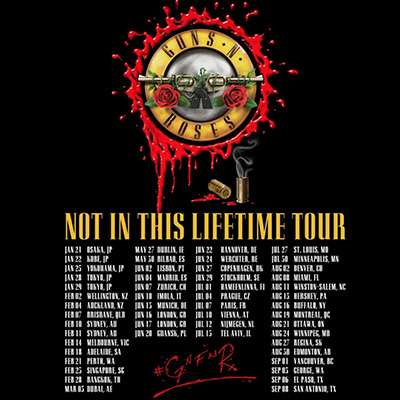 GUNS N' ROSES
NOT IN THIS LIFETIME TOUR
JAN 21 OSAKA, JP
JAN 22 KOBE, JP
JAN 25 YOKOHAMA, JP
JAN 28 TOKYO, JP
JAN 29 TOKYO, JP
FEB 02 WELLINGTON, NZ
FEB 04 AUCKLAND, NZ
FEB 07 BRISBANE, QLD
FEB 10 SYDNEY, AU
FEB 11 SYDNEY, AU
FEB 14 MELBOURNE, VIC
FEB 18 ADELAIDE, SA
FEB 21 PERTH, WA
FEB 25 SINGAPORE, SG
FEB 28 BANGKOK, TH
MAR 03 DUBAI, AE
MAY 27 DUBLIN, IE
MAY 30 BILBAO, ES
JUN 02 LISBON, PT
JUN 04 MADRID, ES
JUN 07 ZURICH, CH
JUN 10 IMOLA, IT
JUN 13 MUNICH, DE
JUN 16 LONDON, GB
JUN 17 LONDON, GB
JUN 20 GDANSK, PL
JUN 22 HANNOVER, DE
JUN 24 WERCHTER, BE
JUN 27 COPENHAGEN, DK
JUN 29 STOCKHOLM, SE
JUL 01 HAMEENLINNA, FI
JUL 04 PRAGUE, CZ
JUL 07 PARIS, FR
JUL 10 VIENNA, AT
JUL 12 NIJMEGEN, NL
JUL 15 TEL AVIV, IL
JUL 27 ST. LOUIS, MO
JUL 30 MINNEAPOLIS, MN
AUG 02 DENVER, CO
AUG 08 MIAMI, FL
AUG 11 WINSTON-SALEM, NC
AUG 13 HERSHEY, PA
AUG 16 BUFFALO, NY
AUG 19 MONTREAL, QC
AUG 21 OTTAWA, ON
AUG 24 WINNIPEG, MB
AUG 27 REGINA, SK
AUG 30 EDMONTON, AB
SEP 01 VANCOUVER, BC
SEP 03 GEORGE, WA
SEP 06 EL PASO, TX
SEP 08 SAN ANTONIO, TX
#GNFNR